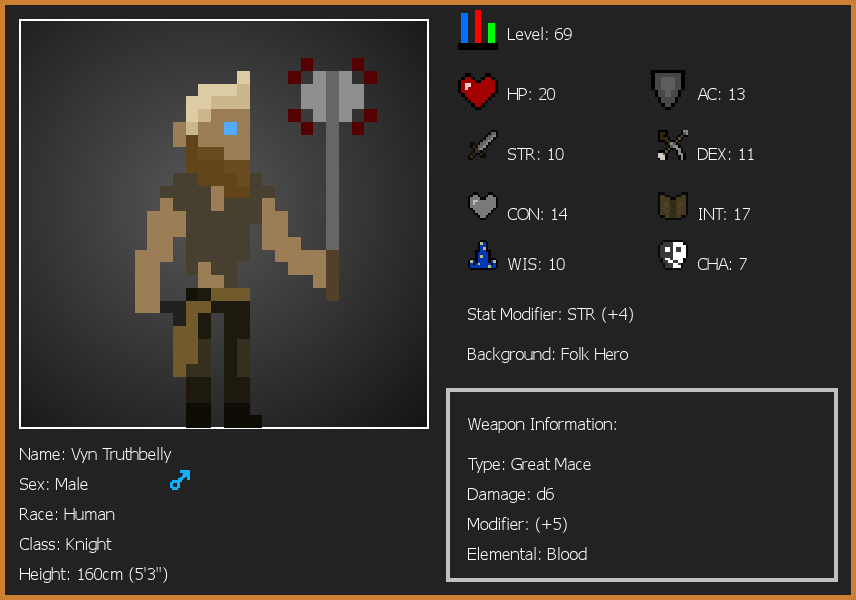 Level: 69
HP: 20
AC: 13
STR: 10
DEX: 11
CON: 14
INT: 17
WIS: 10
CHA: 7
Stat Modifier: STR (+4)
Background: Folk Hero
Weapon Information:
Type: Great Mace
Damage: d6
Modifier: (+5)
Elemental: Blood
Name: Vyn Truthbelly
Sex: Male
Race: Human
Class: Knight
Height: 160cm (5'3")